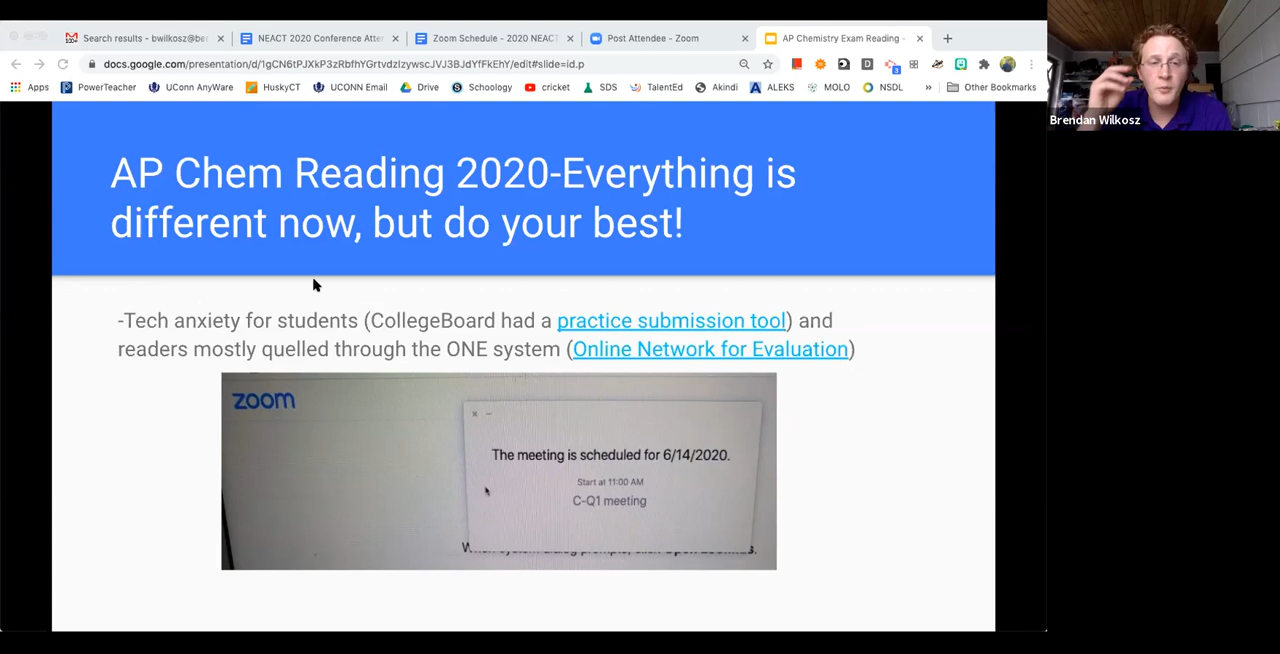 Search results - bwilkosz@ber
NEACT 2020 Conference Atter
Zoom Schedule - 2020 NEACT
Post Attendee - Zoom
AP Chemistry Exam Reading -
docs.google.com/presentation/d/1gCN6tPJXkP3zRbfhYGrtvdzIzywscJVJ3BJdYfFkEhY/edit#slide=id.p
Apps PowerTeacher UConn AnyWare HuskyCT UCONN Email Drive Schoology cricket SDS TalentEd Akindi ALEKS MOLO NSDL » Other Bookmarks
Brendan Wilkosz
AP Chem Reading 2020-Everything is
different now, but do your best!
-Tech anxiety for students (CollegeBoard had a practice submission tool) and
readers mostly quelled through the ONE system (Online Network for Evaluation)
zoom
The meeting is scheduled for 6/14/2020.
Start at 11:00 AM
C-Q1 meeting